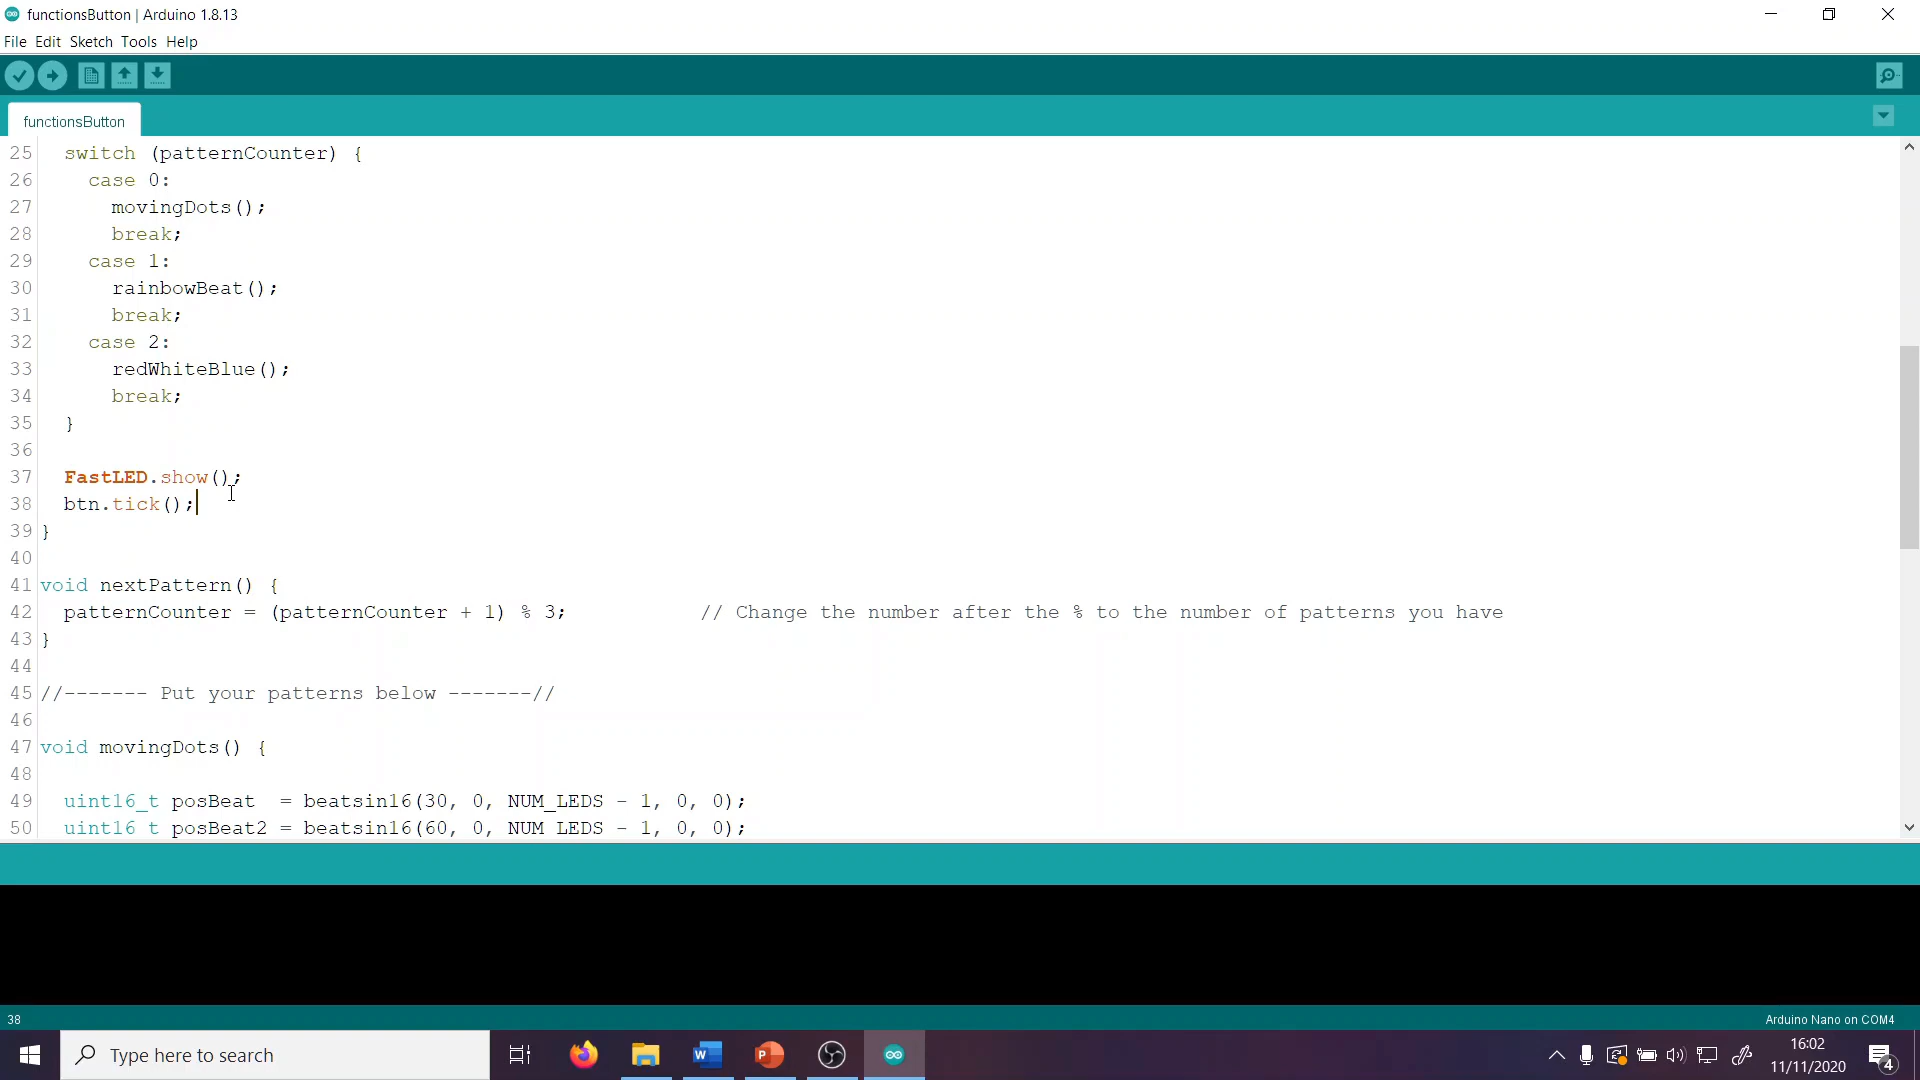 functionsButton | Arduino 1.8.13
File Edit Sketch Tools Help
functionsButton
25 switch (patternCounter) {
26 case 0:
27 movingDots();
28 break;
29 case 1:
30 rainbowBeat();
31 break;
32 case 2:
33 redWhiteBlue();
34 break;
35 }
36
37 FastLED.show();
38 btn.tick();
39 }
40
41 void nextPattern() {
42 patternCounter = (patternCounter + 1) % 3; // Change the number after the % to the number of patterns you have
43 }
44
45 //------- Put your patterns below -------//
46
47 void movingDots() {
48
49 uint16_t posBeat  = beatsin16(30, 0, NUM_LEDS - 1, 0, 0);
50 uint16_t posBeat2 = beatsin16(60, 0, NUM_LEDS - 1, 0, 0);
38
Arduino Nano on COM4
Type here to search
16:02
11/11/2020
4